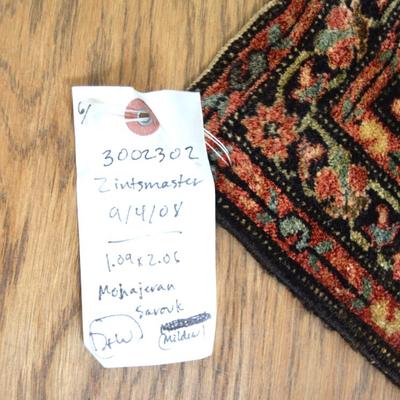 6/
3002302
Zintsmaster
9/4/08
1.09 x 2.06
Mohajeran
Sarouk
(Mildew)